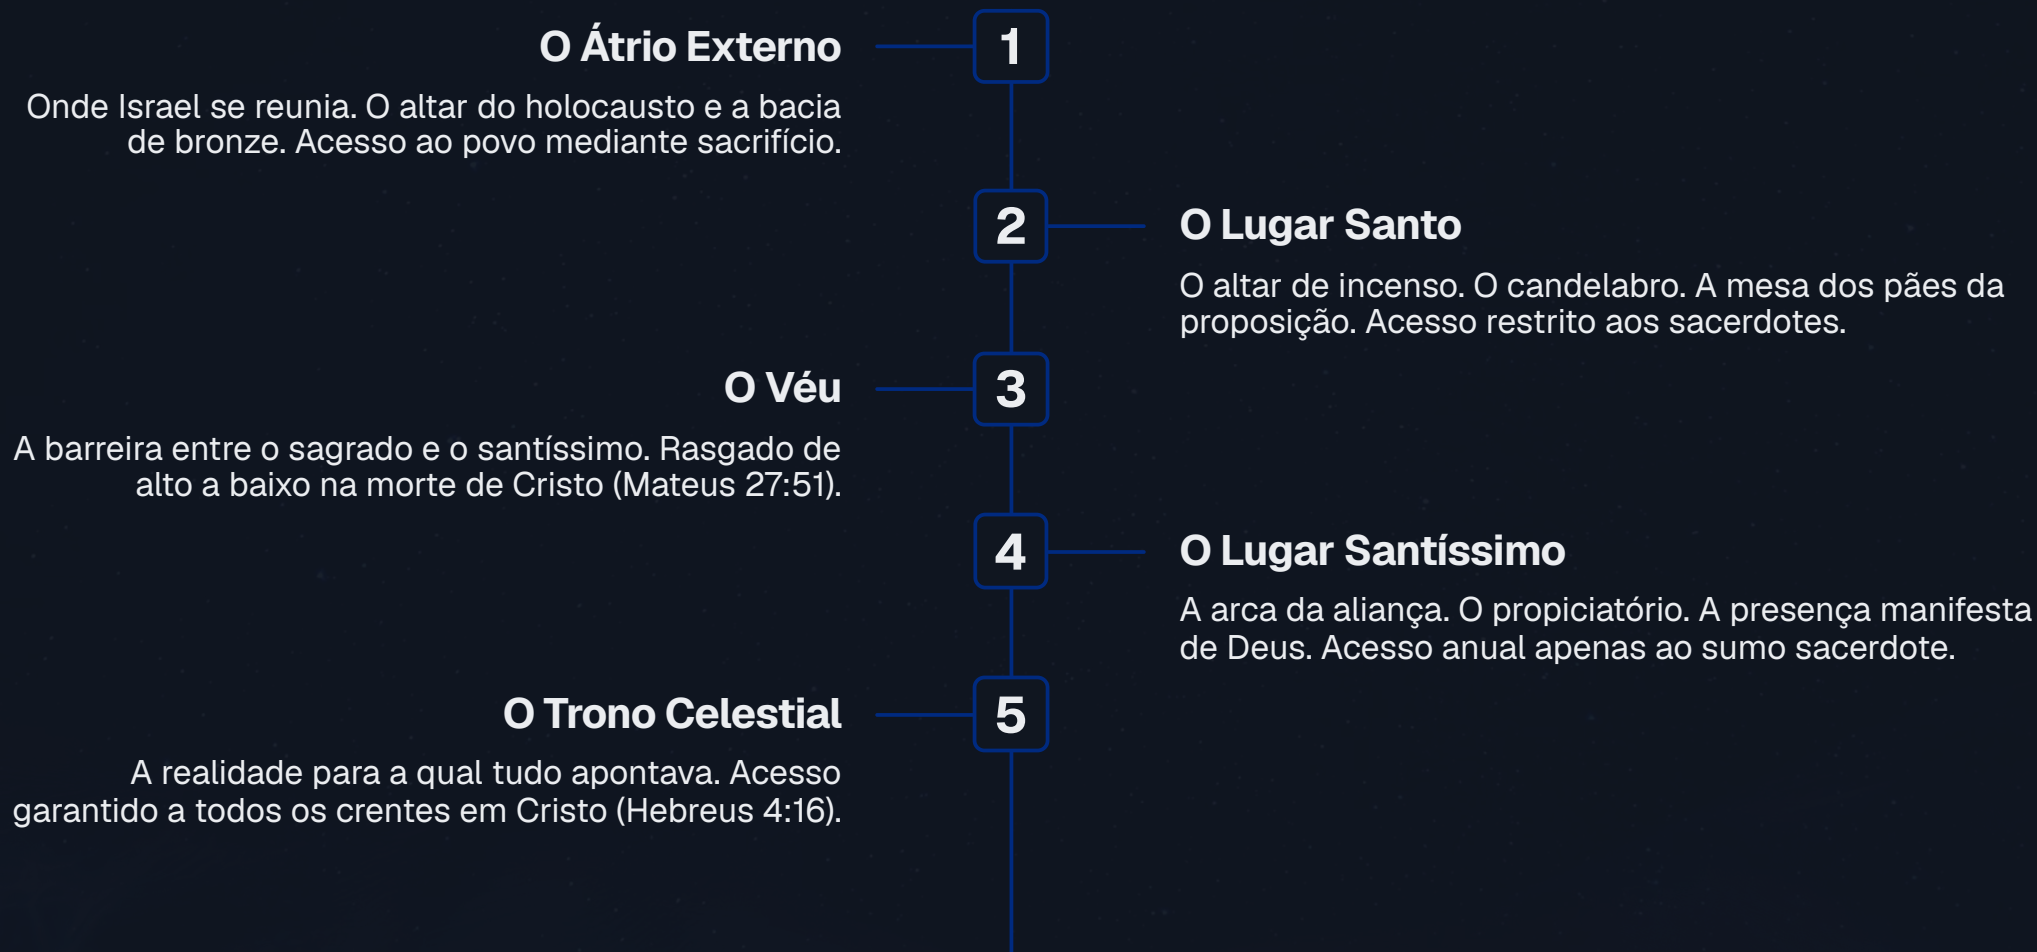 O Átrio Externo
1
Onde Israel se reunia. O altar do holocausto e a bacia
de bronze. Acesso ao povo mediante sacrifício.
2
O Lugar Santo
O altar de incenso. O candelabro. A mesa dos pães da
proposição. Acesso restrito aos sacerdotes.
O Véu
3
A barreira entre o sagrado e o santíssimo. Rasgado de
alto a baixo na morte de Cristo (Mateus 27:51).
4
O Lugar Santíssimo
A arca da aliança. O propiciatório. A presença manifesta
de Deus. Acesso anual apenas ao sumo sacerdote.
O Trono Celestial
5
A realidade para a qual tudo apontava. Acesso
garantido a todos os crentes em Cristo (Hebreus 4:16).